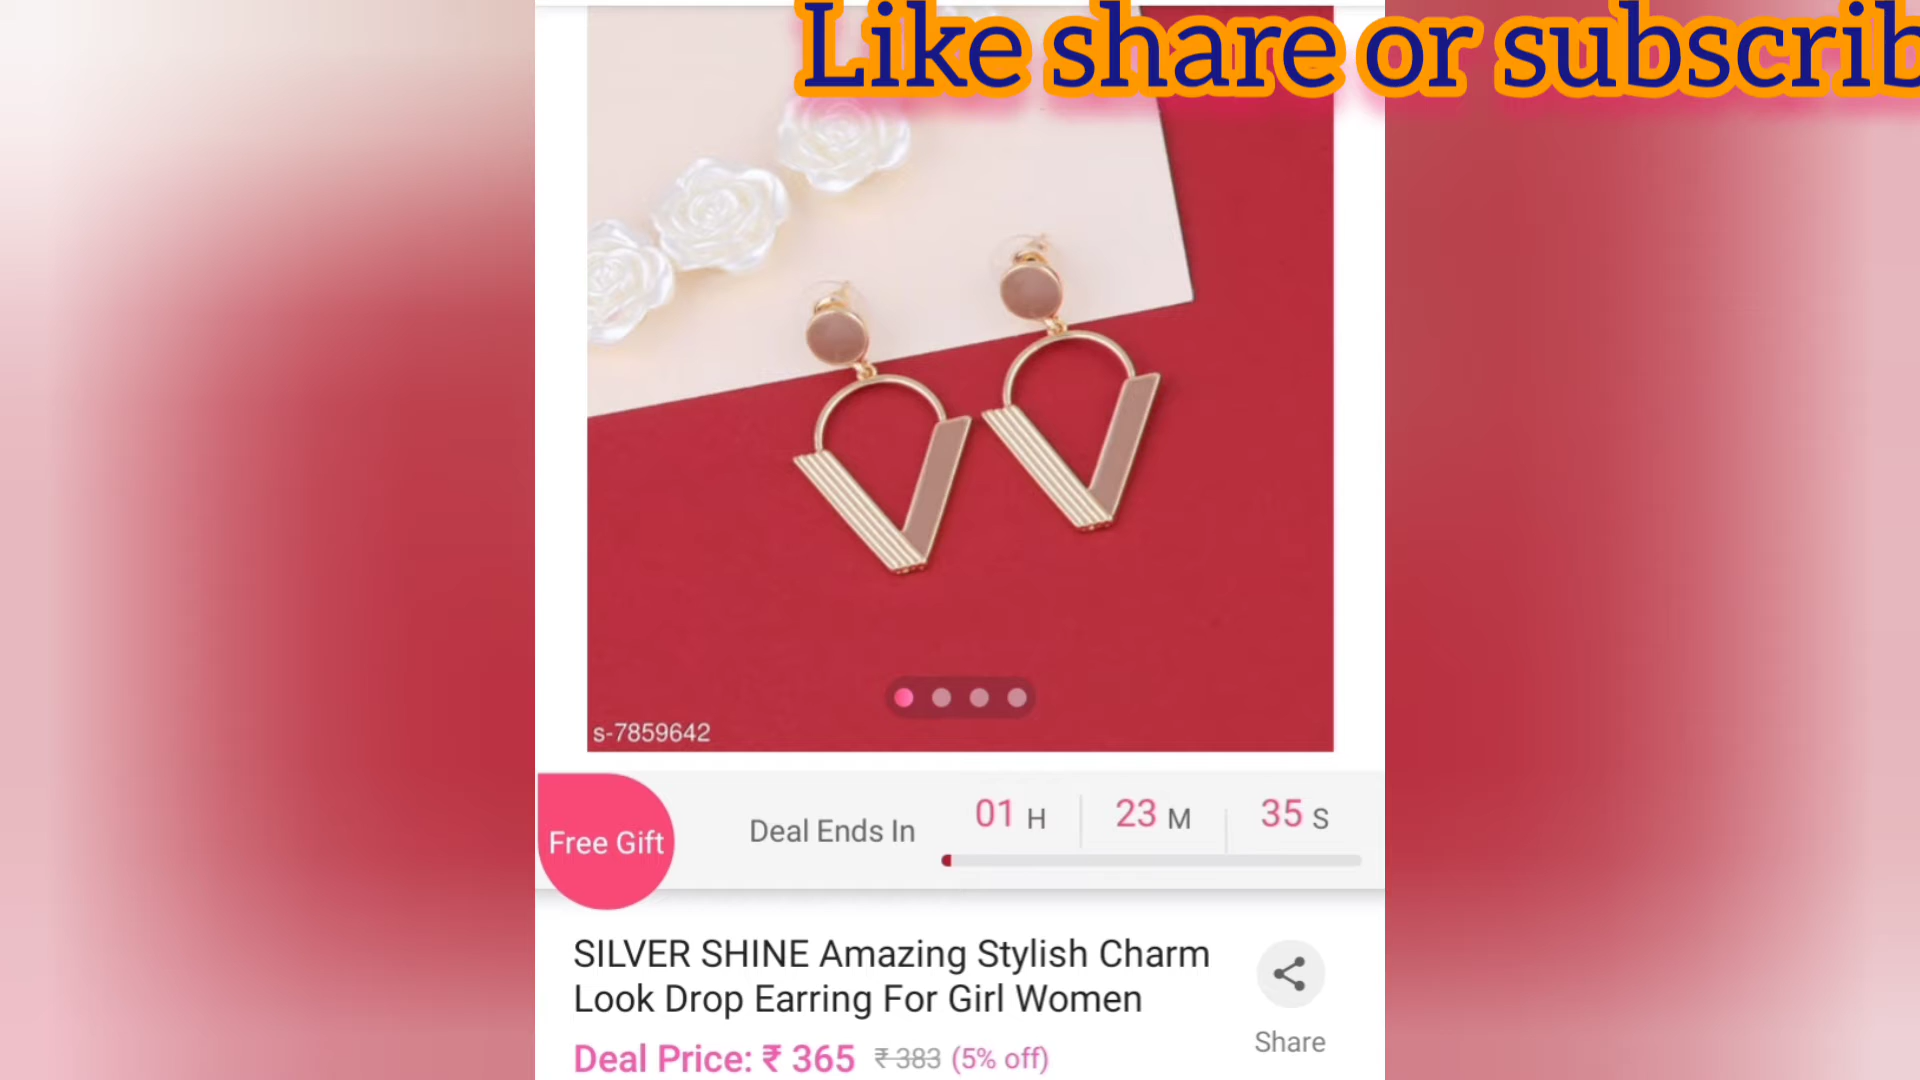 Like share or subscrib
s-7859642
Free Gift
Deal Ends In
01 H 23 M 35 S
SILVER SHINE Amazing Stylish Charm
Look Drop Earring For Girl Women
Deal Price: ₹ 365 ₹ 383 (5% off)
Share